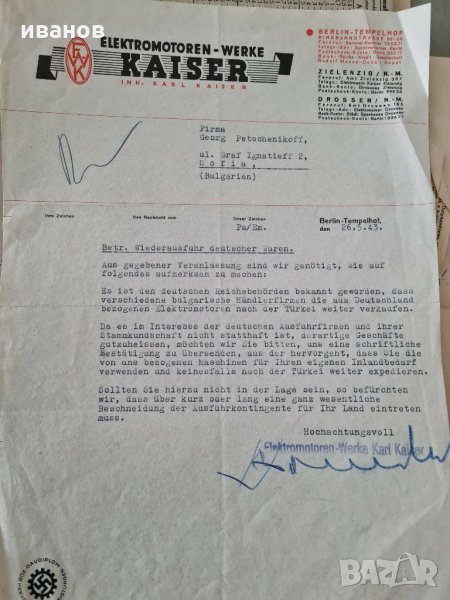 иванов
EWK
ELEKTROMOTOREN-WERKE
KAISER
INH. KARL KAISER
BERLIN-TEMPELHOF
RINGBAHNSTRASSE
ZIELENZIG / N.-M.
DROSSEN / N.-M.
Firma
Georg Petschenikoff,
ul. Graf Ignatieff 2,
Sofia.
(Bulgarien)
Ihre Zeichen Ihre Nachricht vom Unser Zeichen Berlin-Tempelhof,
Pa/Em. den 26.5.43.
Betr. Wiederausfuhr deutscher Waren.
Aus gegebener Veranlassung sind wir genötigt, Sie auf
folgendes aufmerksam zu machen:
Es ist den deutschen Reichsbehörden bekannt geworden, dass
verschiedene bulgarische Händlerfirmen die aus Deutschland
bezogenen Elektromotoren nach der Türkei weiter verkaufen.
Da es im Interesse der deutschen Ausfuhrfirmen und ihrer
Stammkundschaft nicht statthaft ist, derartige Geschäfte
gutzuheissen, möchten wir die bitten, uns eine schriftliche
Bestätigung zu übersenden, aus der hervorgeht, dass Sie die
von uns bezogenen Maschinen für Ihren eigenen Inlandbedarf
verwenden und keinesfalls nach der Türkei weiter expedieren.
Sollten Sie hierzu nicht in der Lage sein, so befürchten
wir, dass über kurz oder lang eine ganz wesentliche
Beschneidung der Ausfuhrkontingente für Ihr Land eintreten
muss.
Hochachtungsvoll
Elektromotoren-Werke Karl Kaiser
BAZAR